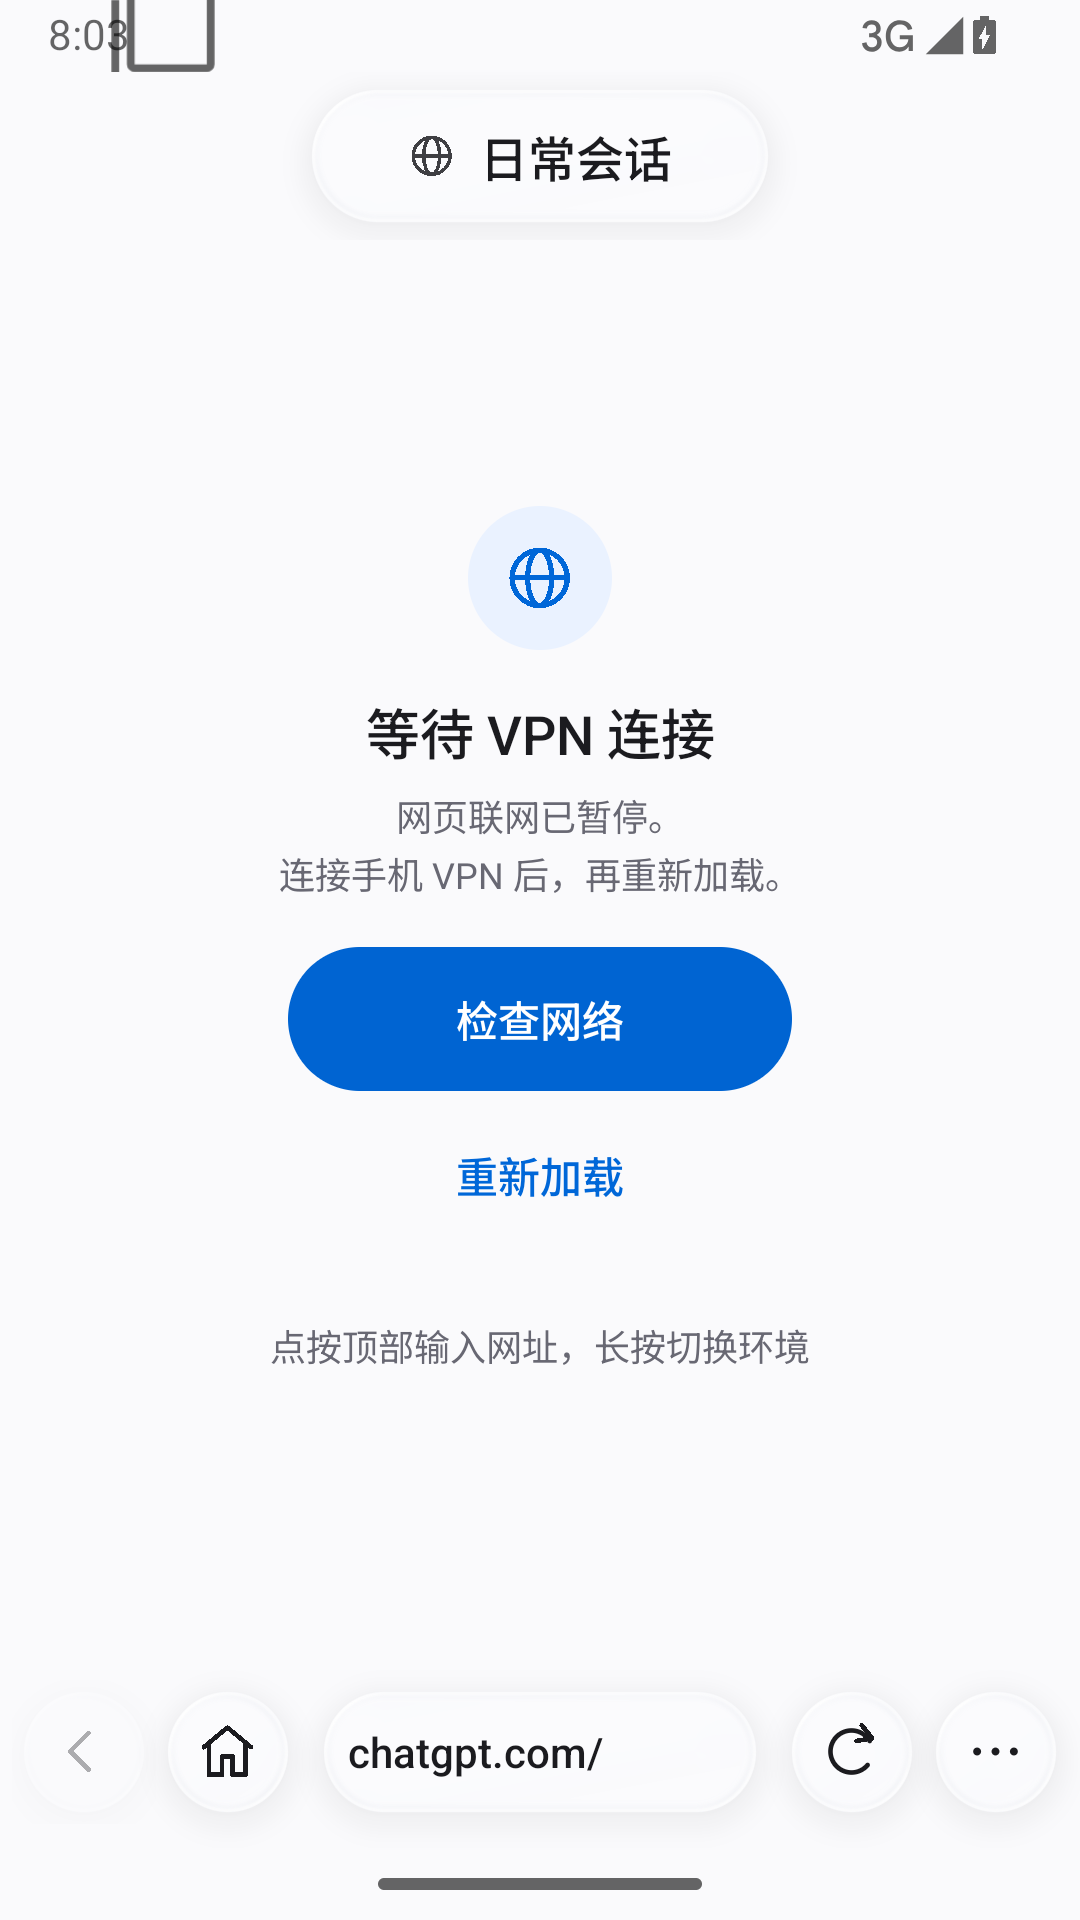 8:03
3G
日常会话
等待 VPN 连接
网页联网已暂停。
连接手机 VPN 后，再重新加载。
检查网络
重新加载
点按顶部输入网址，长按切换环境
chatgpt.com/